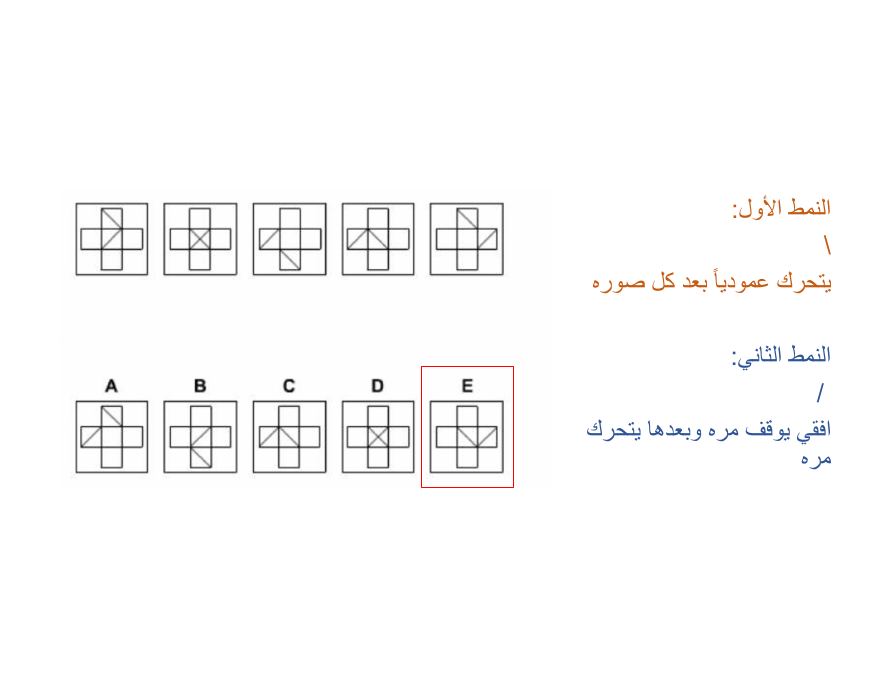 النمط الأول:
\
يتحرك عمودياً بعد كل صوره
النمط الثاني:
/
افقي يوقف مره وبعدها يتحرك
مره
A B C D E